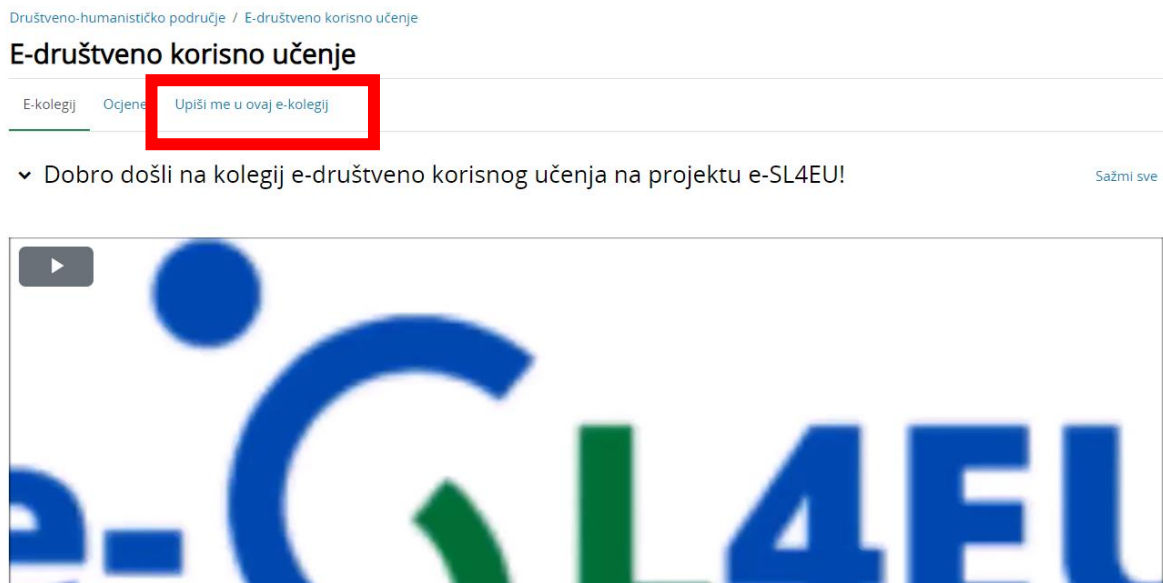 Društveno-humanističko područje / E-društveno korisno učenje
E-društveno korisno učenje
E-kolegij Ocjene Upiši me u ovaj e-kolegij
Dobro došli na kolegij e-društveno korisnog učenja na projektu e-SL4EU!
Sažmi sve
e-SL4EU